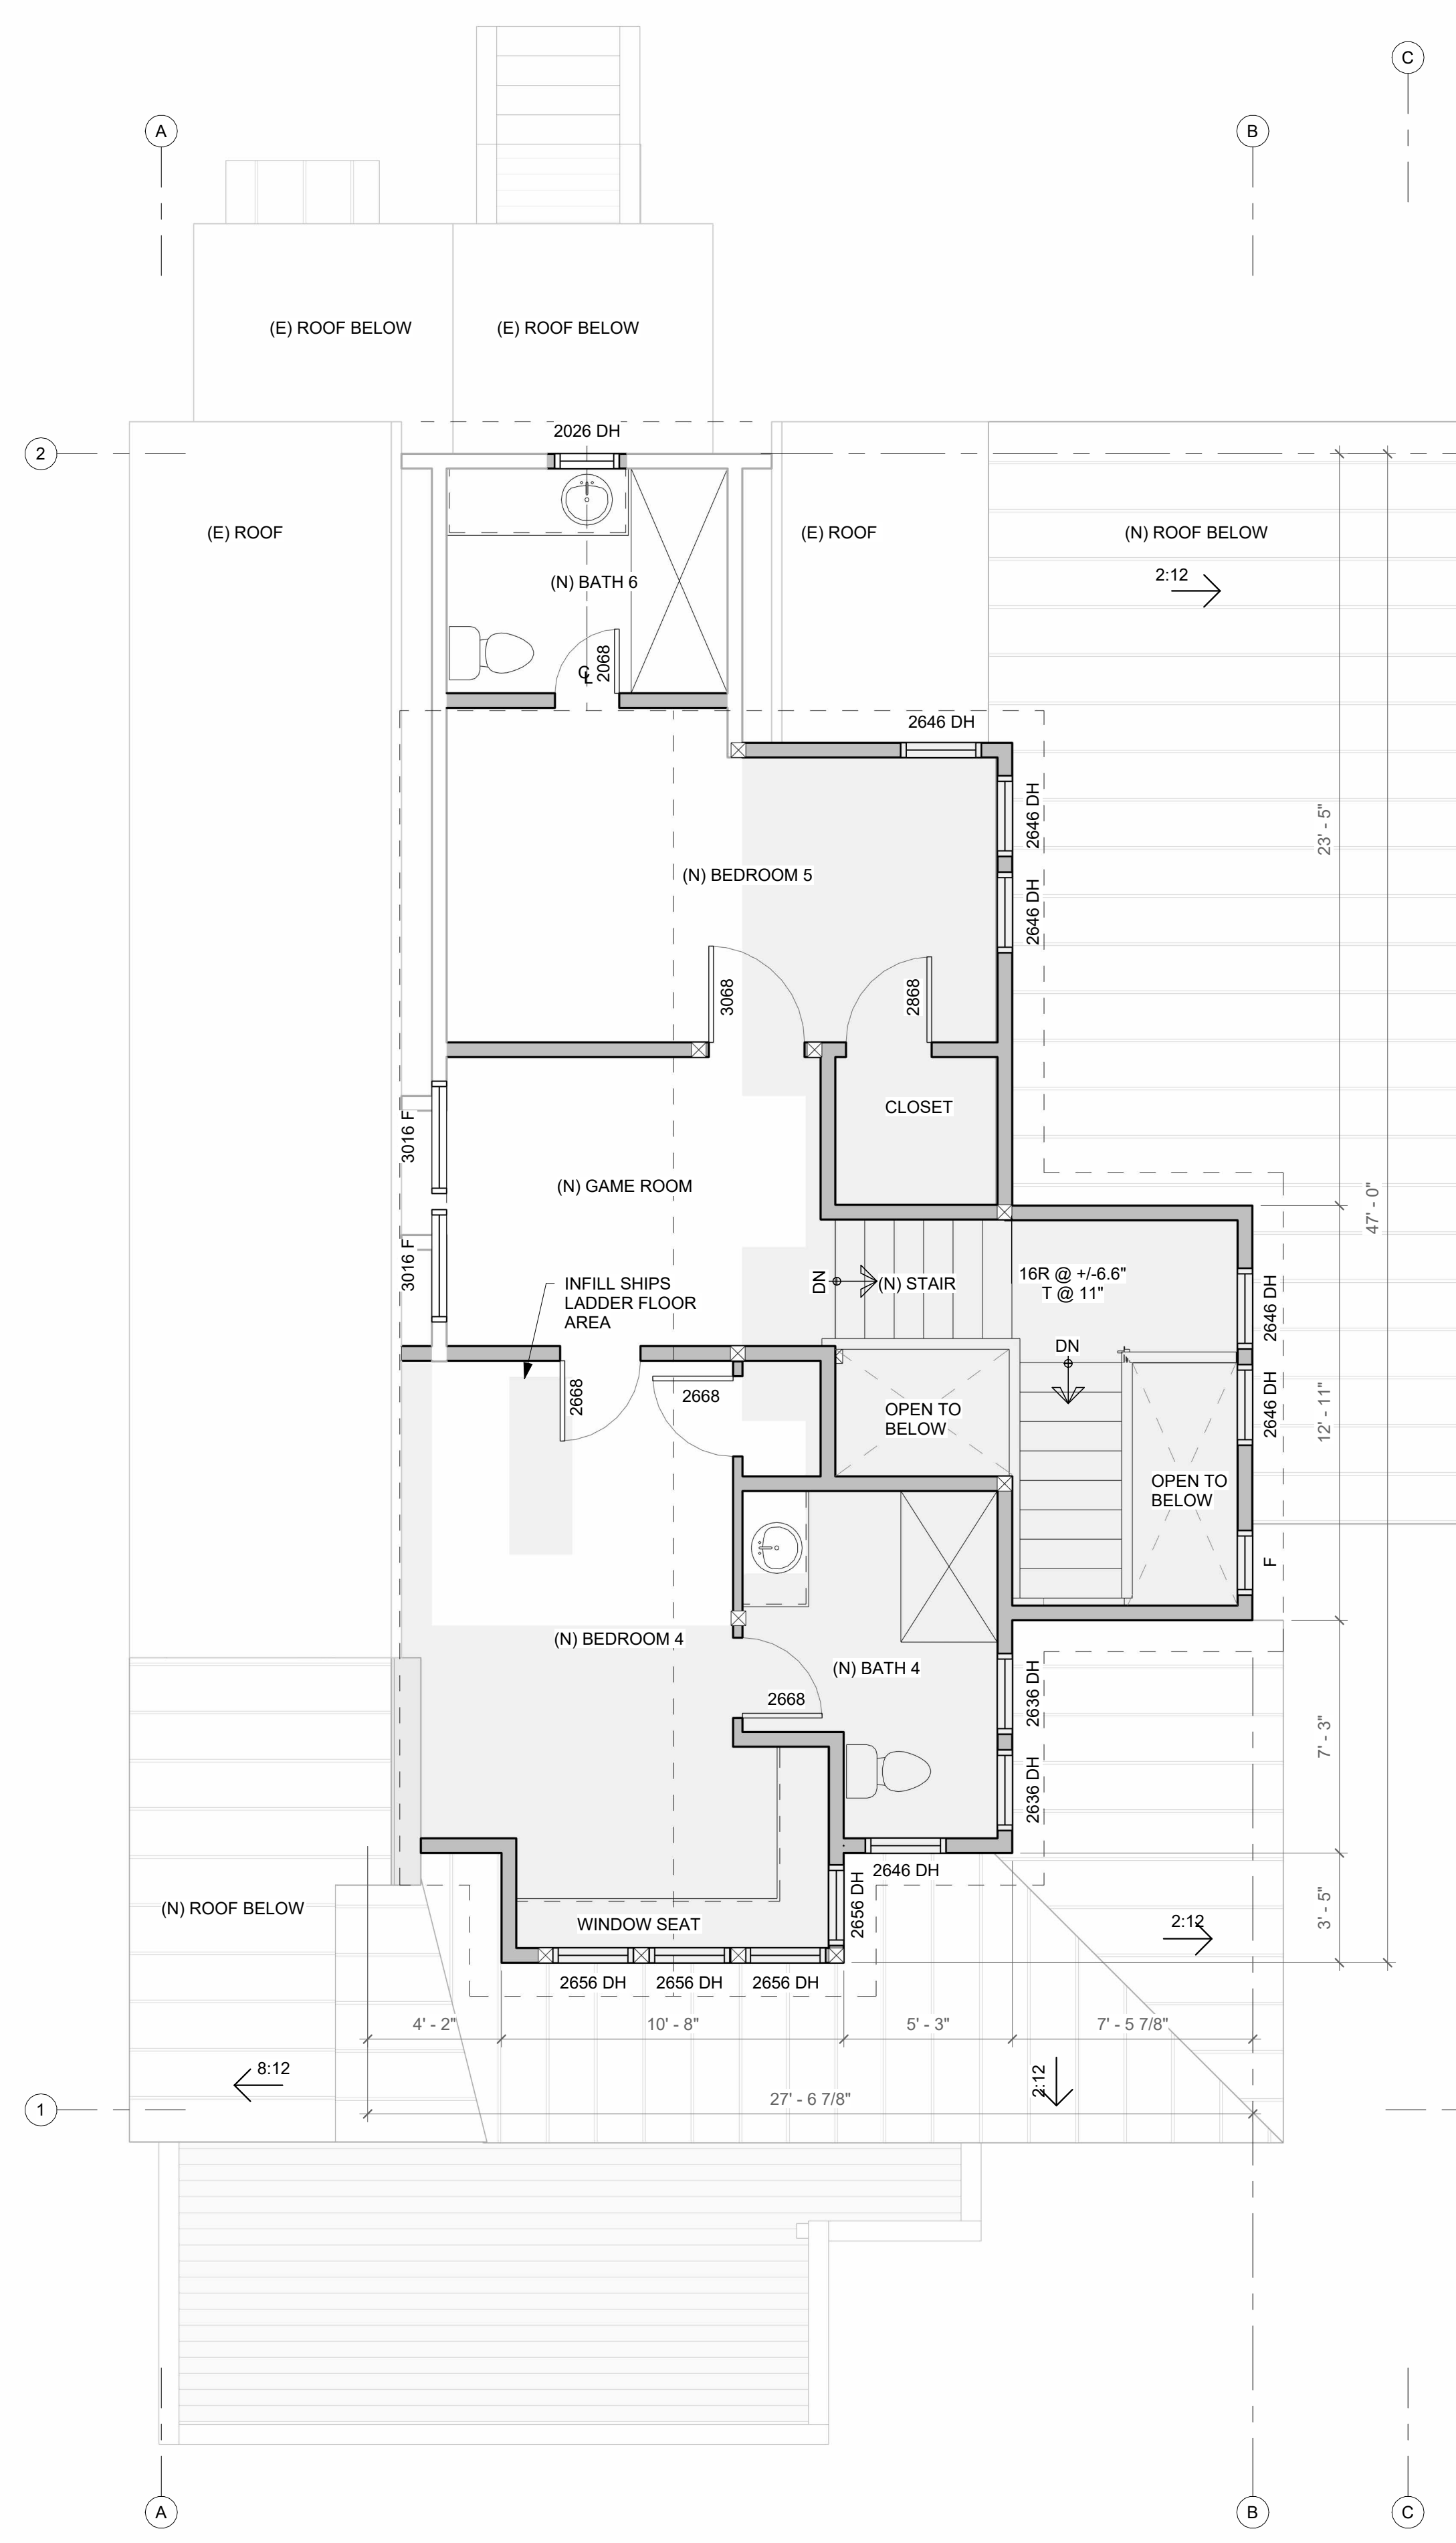 C
A
B
(E) ROOF BELOW
(E) ROOF BELOW
2026 DH
2
(E) ROOF
(E) ROOF
(N) ROOF BELOW
2:12
(N) BATH 6
2068
CL
2646 DH
2646 DH
23' - 5"
(N) BEDROOM 5
2646 DH
3068
2868
CLOSET
3016 F
(N) GAME ROOM
47' - 0"
3016 F
INFILL SHIPS
LADDER FLOOR
AREA
DN
(N) STAIR
16R @ +/-6.6"
T @ 11"
2646 DH
DN
2668
2668
OPEN TO
BELOW
2646 DH
12' - 11"
OPEN TO
BELOW
F
(N) BEDROOM 4
(N) BATH 4
2636 DH
2668
7' - 3"
2636 DH
2646 DH
(N) ROOF BELOW
2656 DH
3' - 5"
WINDOW SEAT
2:12
2656 DH
2656 DH
2656 DH
4' - 2"
10' - 8"
5' - 3"
7' - 5 7/8"
8:12
2:12
27' - 6 7/8"
1
A
B
C